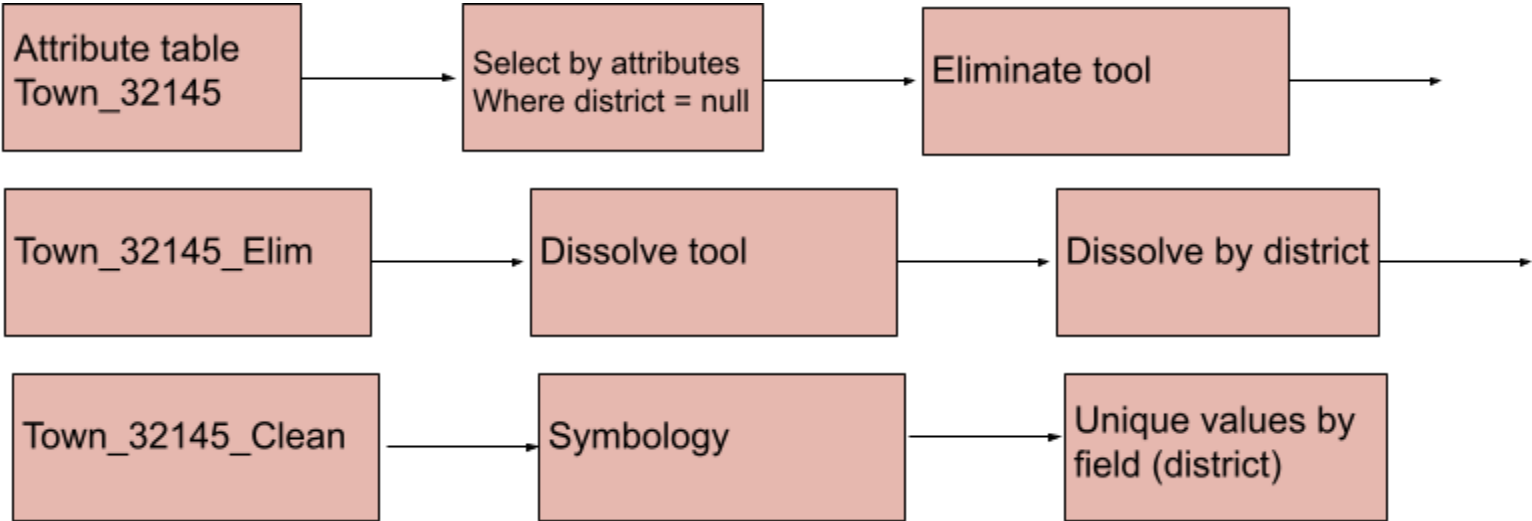 Attribute table
Town_32145
Select by attributes
Where district = null
Eliminate tool
Town_32145_Elim
Dissolve tool
Dissolve by district
Town_32145_Clean
Symbology
Unique values by
field (district)